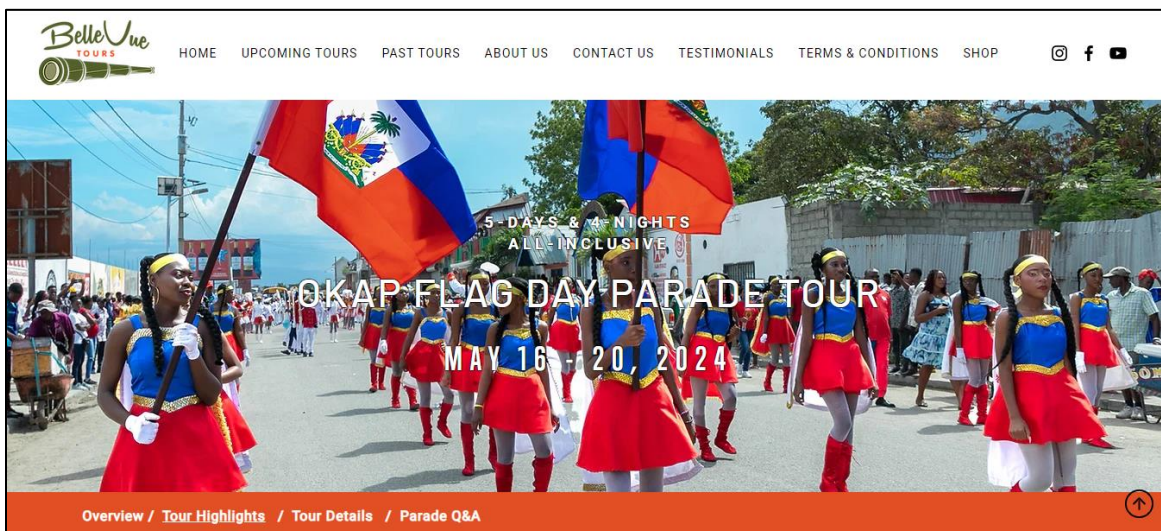 BelleVue
TOURS
HOME UPCOMING TOURS PAST TOURS ABOUT US CONTACT US TESTIMONIALS TERMS & CONDITIONS SHOP
5-DAYS & 4-NIGHTS
ALL-INCLUSIVE
OKAP FLAG DAY PARADE TOUR
MAY 16 - 20, 2024
Overview / Tour Highlights / Tour Details / Parade Q&A